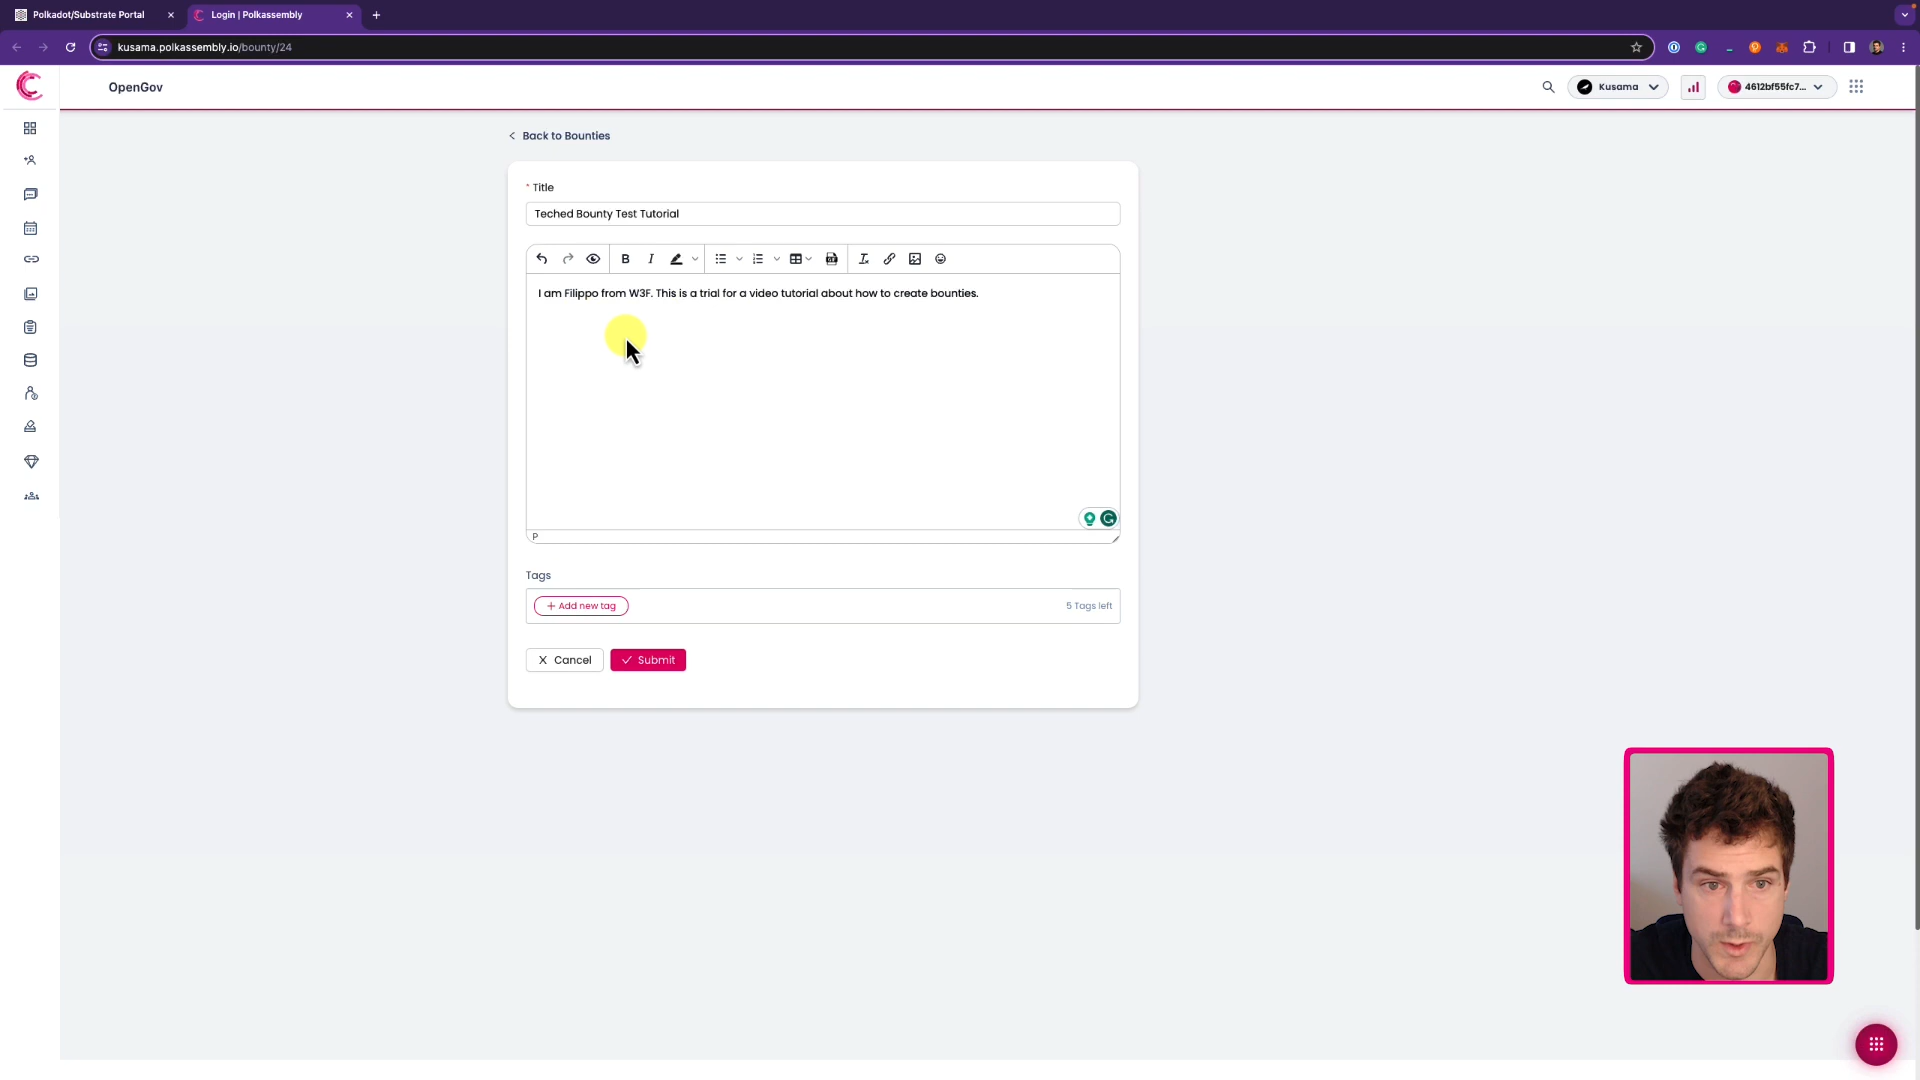 Polkadot/Substrate Portal
Login | Polkassembly
kusama.polkassembly.io/bounty/24
OpenGov
Kusama
4612bf55fc7...
Back to Bounties
* Title
Teched Bounty Test Tutorial
B I
I am Filippo from W3F. This is a trial for a video tutorial about how to create bounties.
P
Tags
+ Add new tag
5 Tags left
X Cancel
Submit